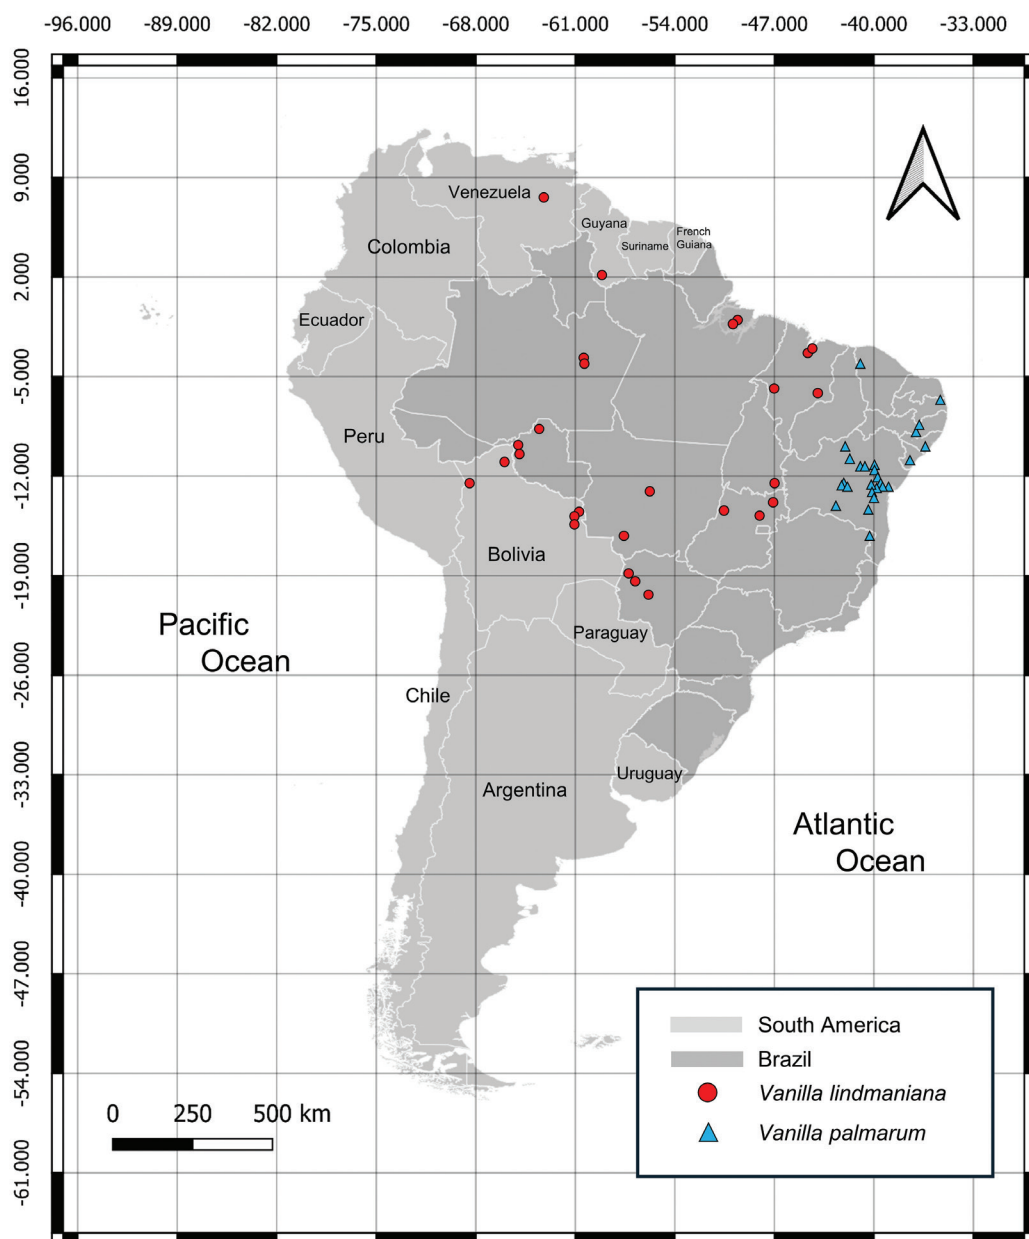 -96.000 -89.000 -82.000 -75.000 -68.000 -61.000 -54.000 -47.000 -40.000 -33.000
16.000
9.000
2.000
-5.000
-12.000
-19.000
-26.000
-33.000
-40.000
-47.000
-54.000
-61.000
Venezuela
Guyana
French
Guiana
Suriname
Colombia
Ecuador
Peru
Bolivia
Pacific
Ocean
Paraguay
Chile
Uruguay
Argentina
Atlantic
Ocean
South America
Brazil
Vanilla lindmaniana
Vanilla palmarum
0 250 500 km